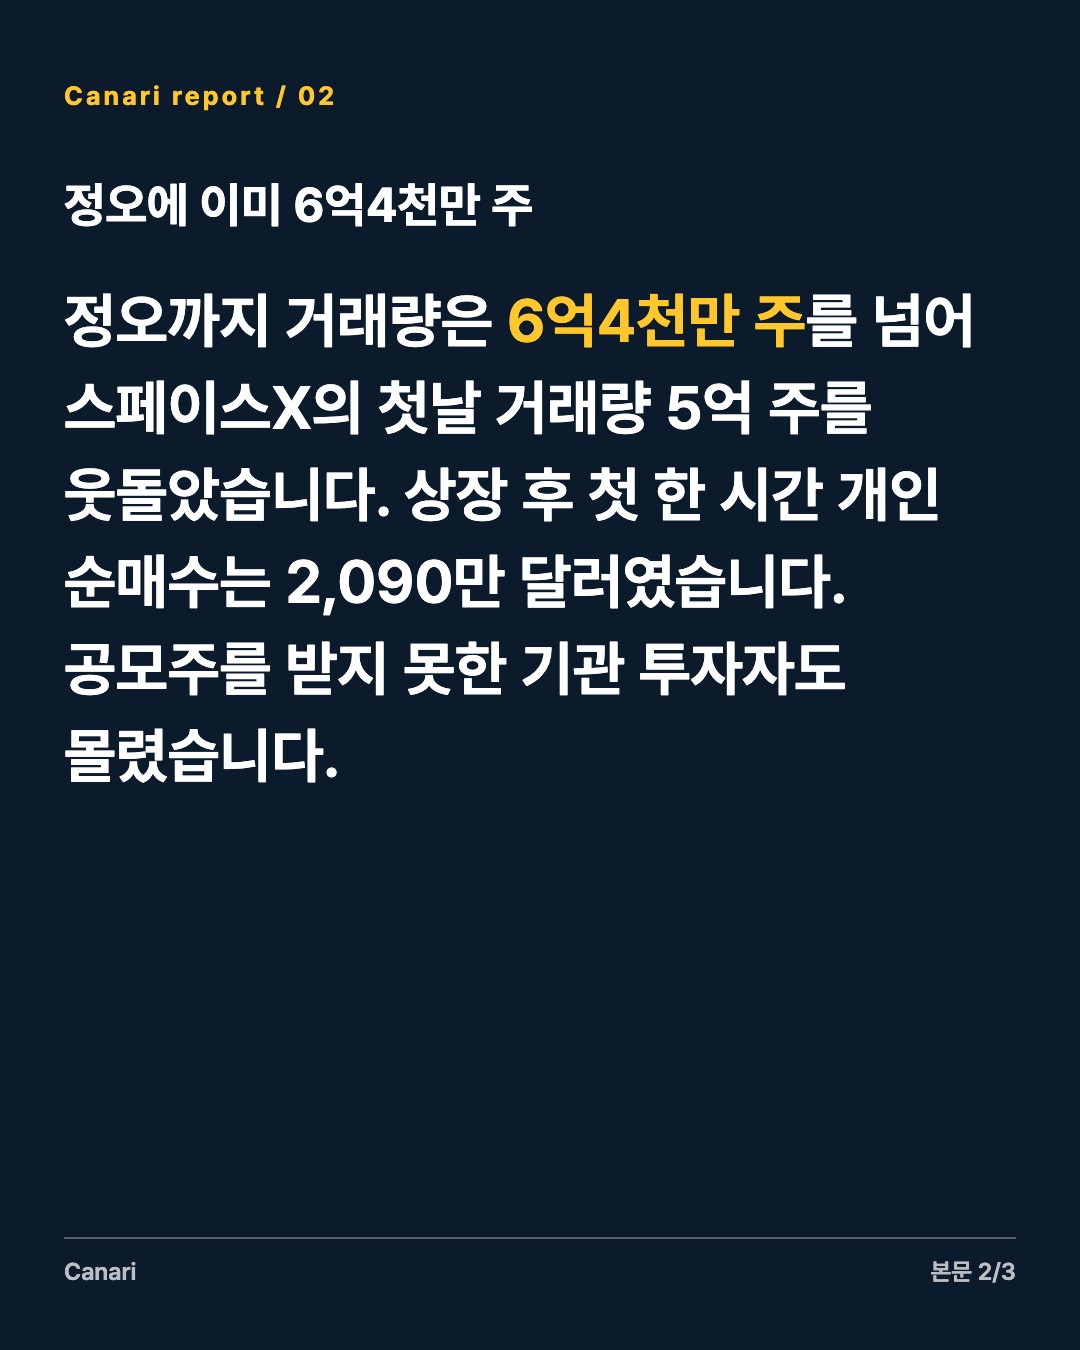 Canari report / 02
정오에 이미 6억4천만 주
정오까지 거래량은 6억4천만 주를 넘어
스페이스X의 첫날 거래량 5억 주를
웃돌았습니다. 상장 후 첫 한 시간 개인
순매수는 2,090만 달러였습니다.
공모주를 받지 못한 기관 투자자도
몰렸습니다.
Canari
본문 2/3